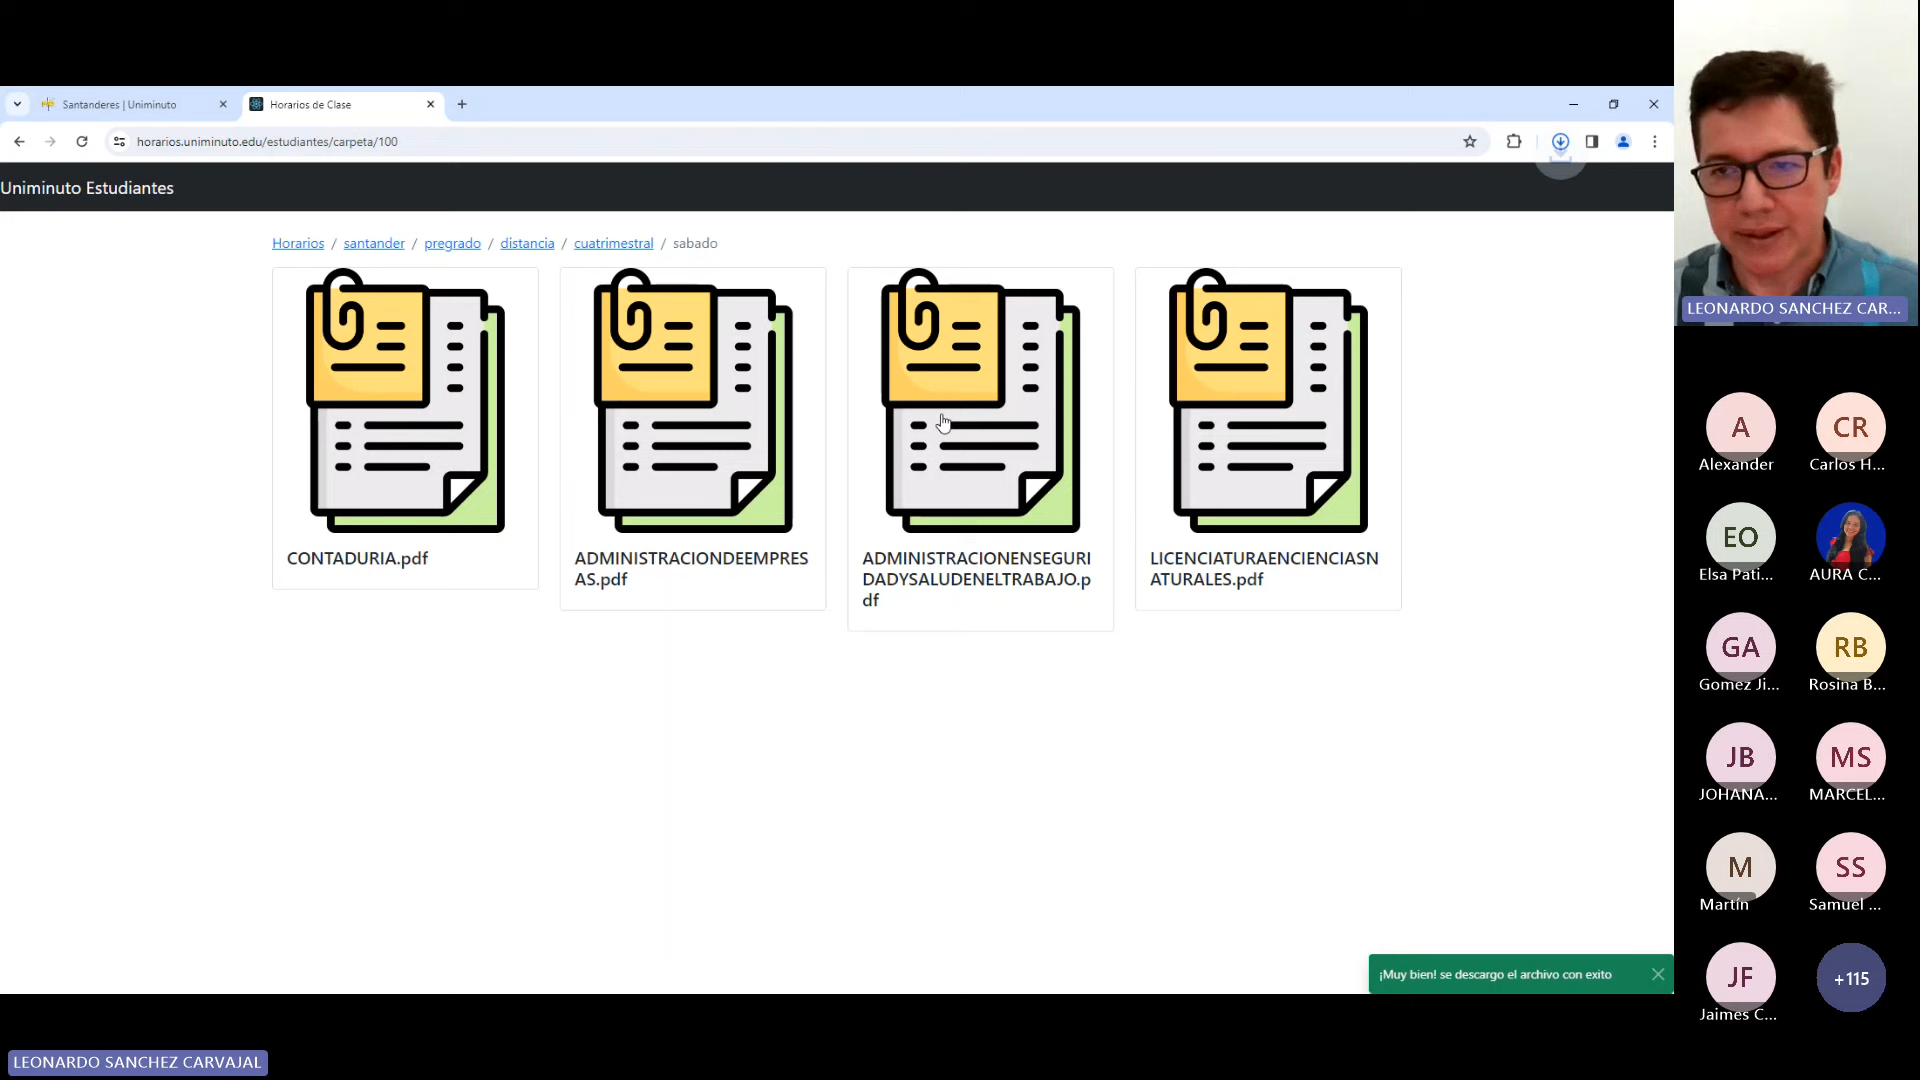 Santanderes | Uniminuto
Horarios de Clase
horarios.uniminuto.edu/estudiantes/carpeta/100
Uniminuto Estudiantes
Horarios / santander / pregrado / distancia / cuatrimestral / sabado
CONTADURIA.pdf
ADMINISTRACIONDEEMPRES
AS.pdf
ADMINISTRACIONENSEGURI
DADYSALUDENELTRABAJO.p
df
LICENCIATURAENCIENCIASN
ATURALES.pdf
¡Muy bien! se descargo el archivo con exito
LEONARDO SANCHEZ CARVAJAL
LEONARDO SANCHEZ CAR...
A
Alexander
CR
Carlos H...
EO
Elsa Pati...
AURA C...
GA
Gomez Ji...
RB
Rosina B...
JB
JOHANA...
MS
MARCEL...
M
Martín
SS
Samuel ...
JF
Jaimes C...
+115